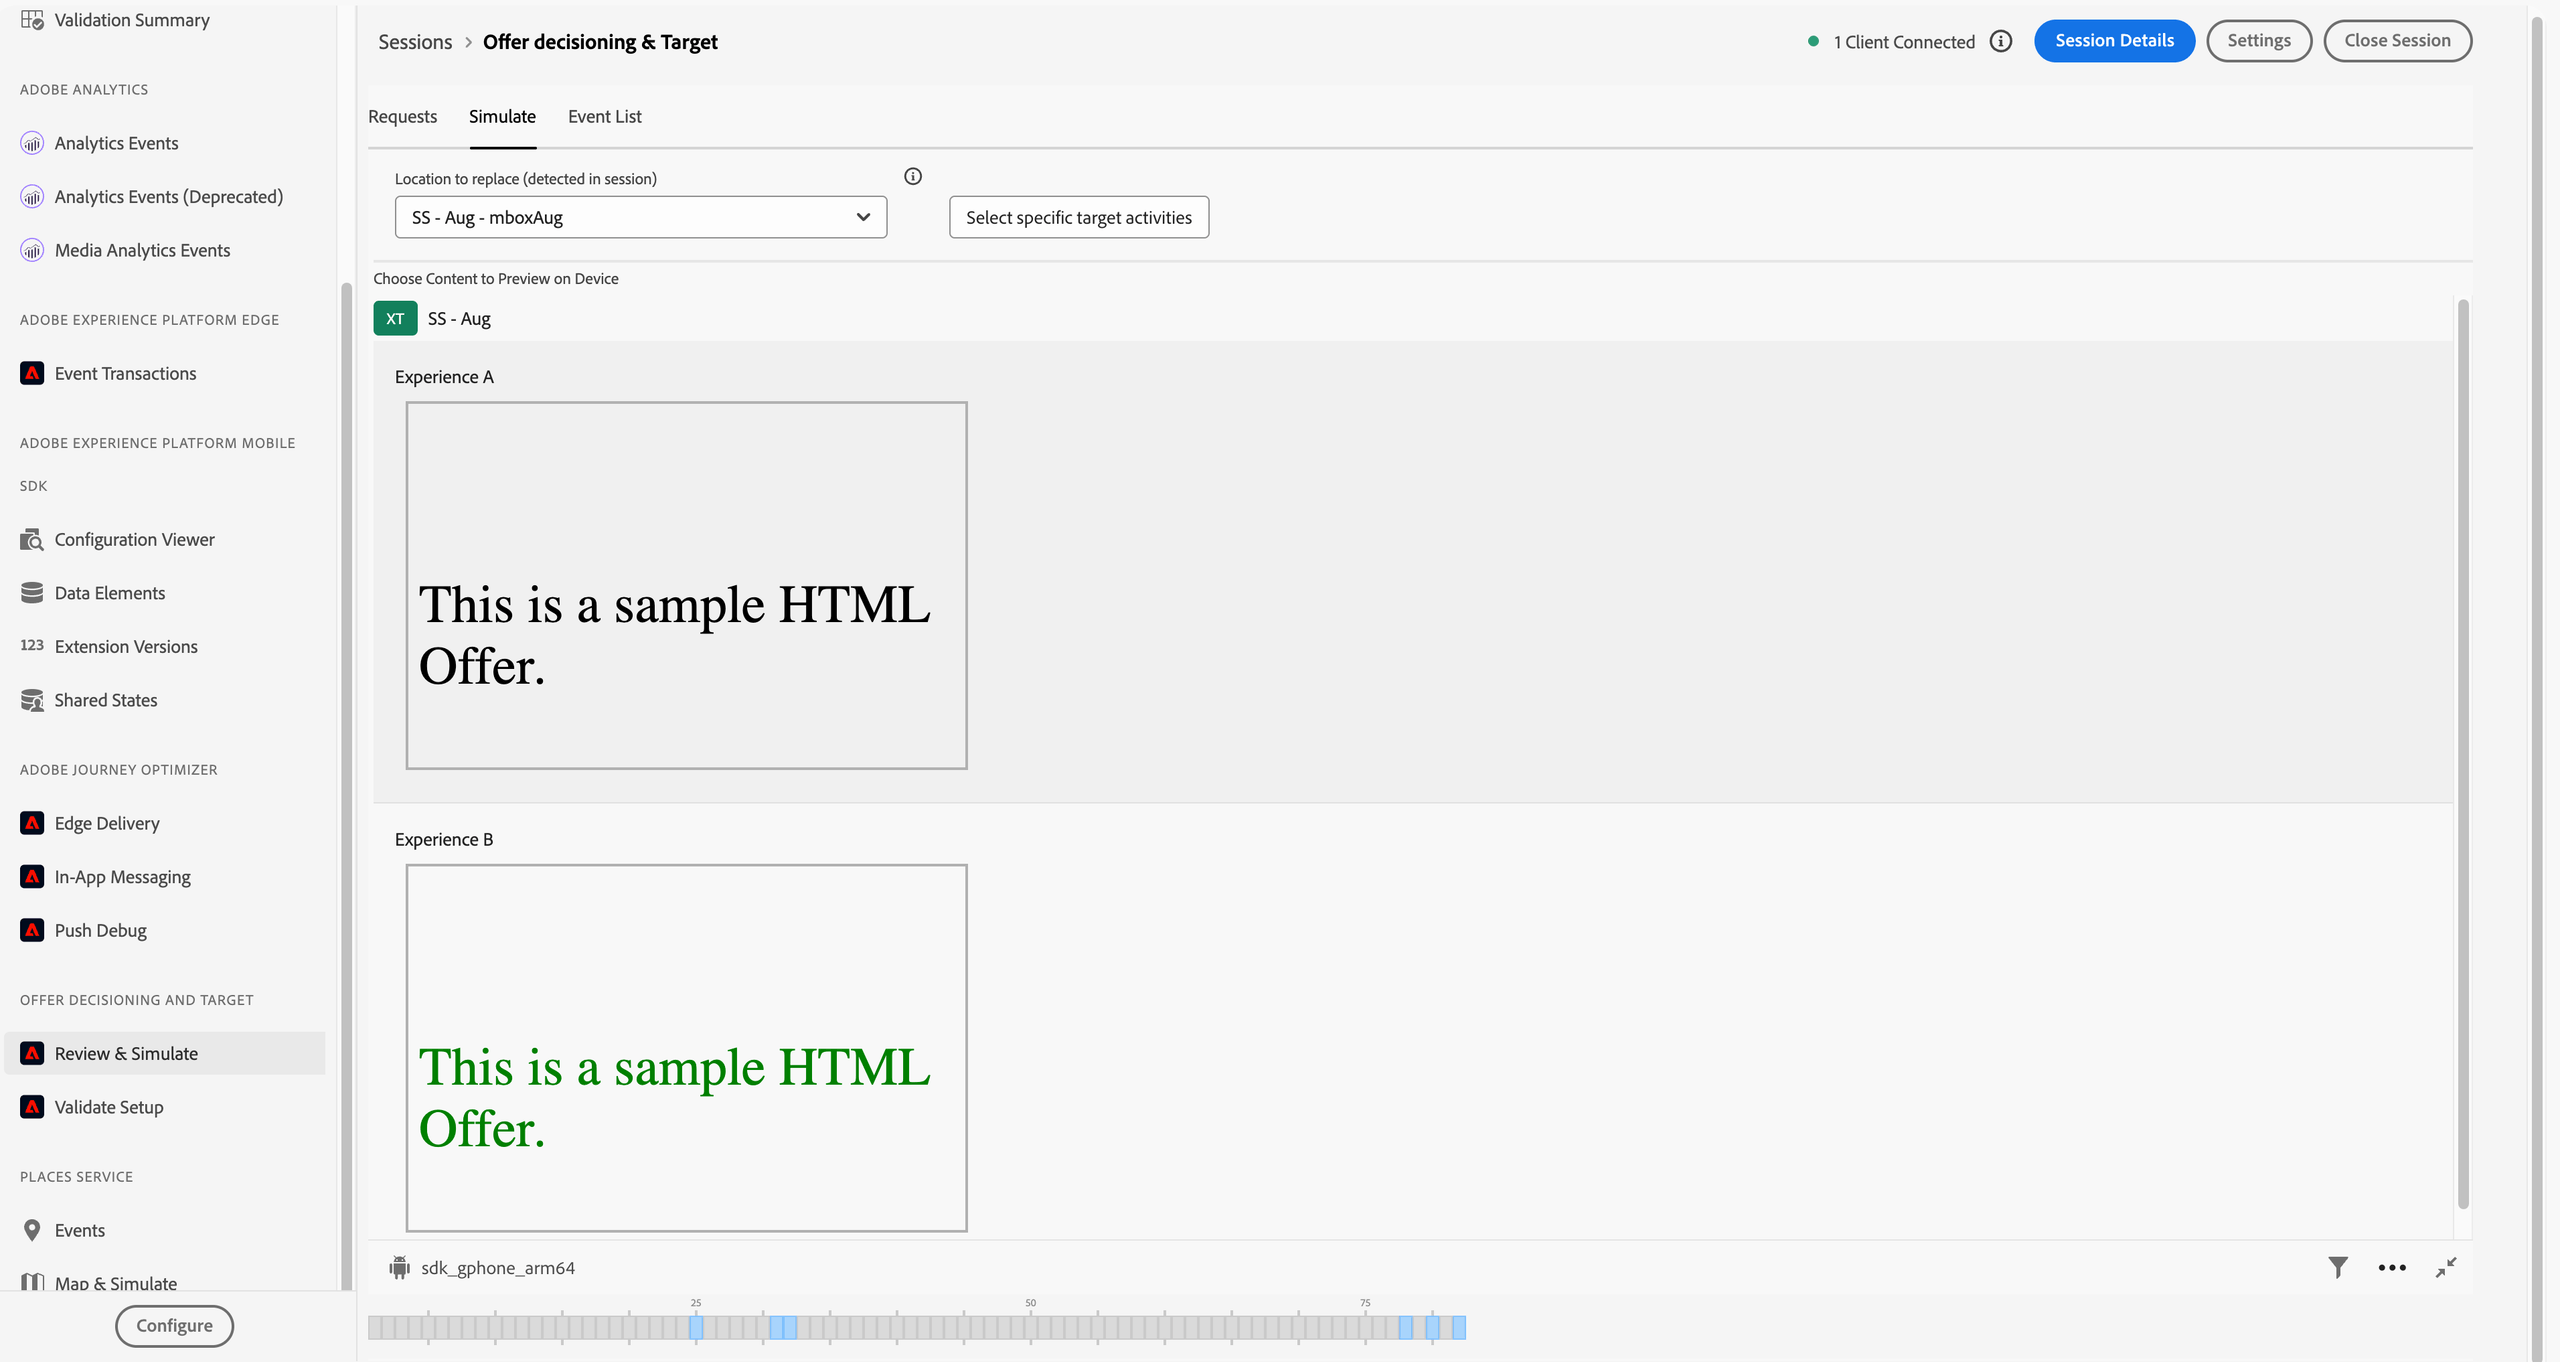 Validation Summary
ADOBE ANALYTICS
Analytics Events
Analytics Events (Deprecated)
Media Analytics Events
ADOBE EXPERIENCE PLATFORM EDGE
Event Transactions
ADOBE EXPERIENCE PLATFORM MOBILE
SDK
Configuration Viewer
Data Elements
123 Extension Versions
Shared States
ADOBE JOURNEY OPTIMIZER
Edge Delivery
In-App Messaging
Push Debug
OFFER DECISIONING AND TARGET
Review & Simulate
Validate Setup
PLACES SERVICE
Events
Map & Simulate
Configure
Sessions > Offer decisioning & Target
1 Client Connected
Session Details
Settings
Close Session
Requests
Simulate
Event List
Location to replace (detected in session)
SS - Aug - mboxAug
Select specific target activities
Choose Content to Preview on Device
XT SS - Aug
Experience A
This is a sample HTML
Offer.
Experience B
This is a sample HTML
Offer.
sdk_gphone_arm64
25
50
75